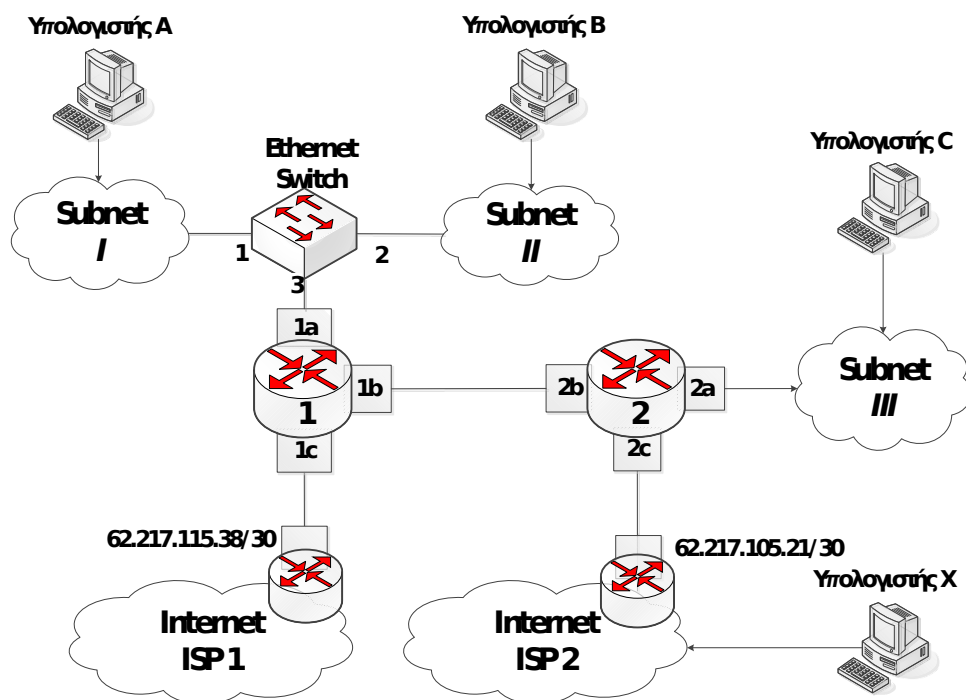 Υπολογιστής A
Υπολογιστής B
Ethernet
Switch
Υπολογιστής C
Subnet
I
1
2
3
Subnet
II
1a
1b
1
1c
2b
2
2a
2c
Subnet
III
62.217.115.38/30
62.217.105.21/30
Υπολογιστής X
Internet
ISP 1
Internet
ISP 2